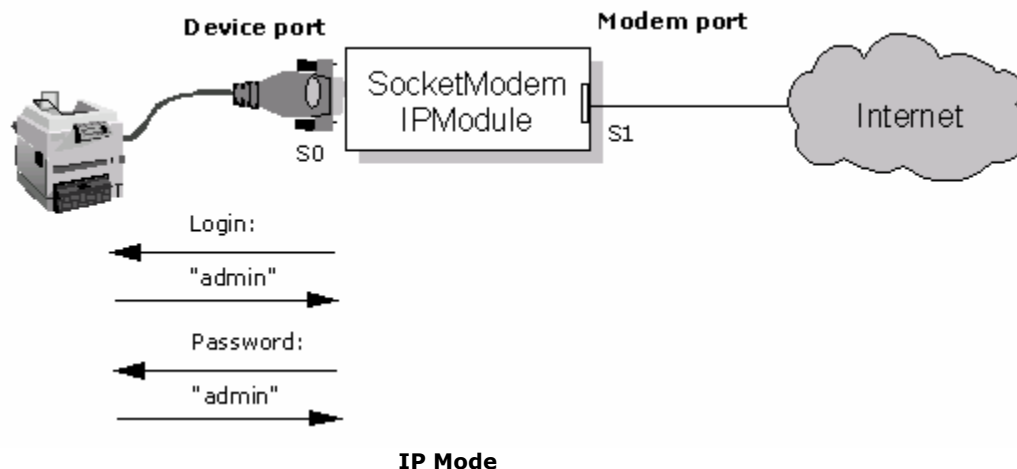 Device port
Modem port
SocketModem
IPModule
S0
S1
Internet
Login:
"admin"
Password:
"admin"
IP Mode